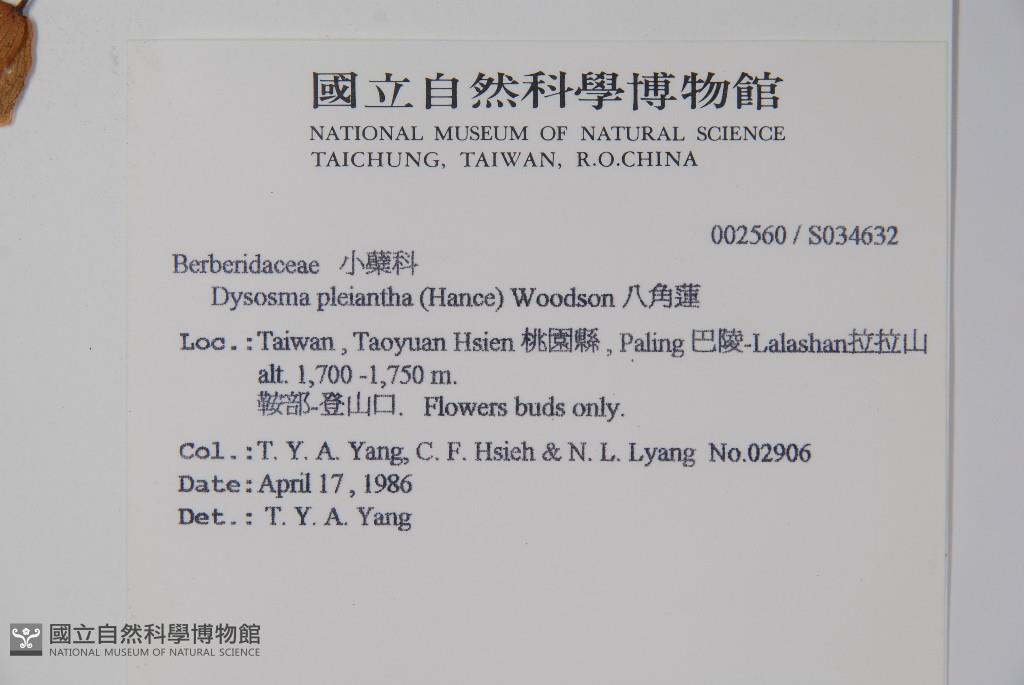 國立自然科學博物館
NATIONAL MUSEUM OF NATURAL SCIENCE
TAICHUNG, TAIWAN, R.O.CHINA
002560 / S034632
Berberidaceae 小蘗科
Dysosma pleiantha (Hance) Woodson 八角蓮
Loc.:Taiwan , Taoyuan Hsien 桃園縣 , Paling 巴陵-Lalashan拉拉山
alt. 1,700 -1,750 m.
鞍部-登山口. Flowers buds only.
Col.:T. Y. A. Yang, C. F. Hsieh & N. L. Lyang No.02906
Date:April 17 , 1986
Det.: T. Y. A. Yang
國立自然科學博物館
NATIONAL MUSEUM OF NATURAL SCIENCE